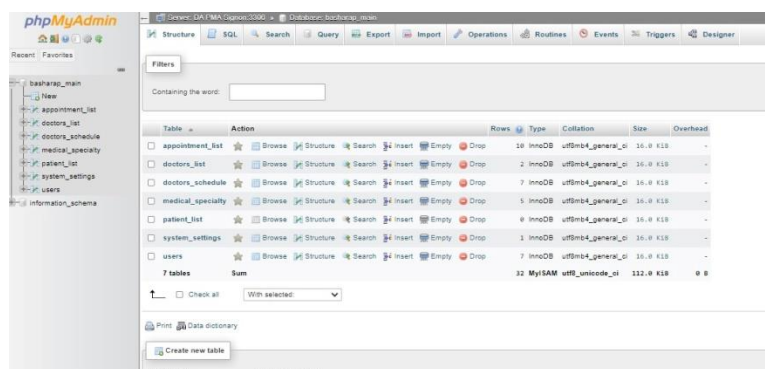 phpMyAdmin
Recent Favorites
basharap_main
New
appointment_list
doctors_list
doctors_schedule
medical_specialty
patient_list
system_settings
users
information_schema
Server: DA PMA Signon:3306 » Database: basharap_main
Structure SQL Search Query Export Import Operations Routines Events Triggers Designer
Filters
Containing the word:
Table Action Rows Type Collation Size Overhead
appointment_list Browse Structure Search Insert Empty Drop 10 InnoDB utf8mb4_general_ci 16.0 KiB -
doctors_list Browse Structure Search Insert Empty Drop 2 InnoDB utf8mb4_general_ci 16.0 KiB -
doctors_schedule Browse Structure Search Insert Empty Drop 7 InnoDB utf8mb4_general_ci 16.0 KiB -
medical_specialty Browse Structure Search Insert Empty Drop 5 InnoDB utf8mb4_general_ci 16.0 KiB -
patient_list Browse Structure Search Insert Empty Drop 0 InnoDB utf8mb4_general_ci 16.0 KiB -
system_settings Browse Structure Search Insert Empty Drop 1 InnoDB utf8mb4_general_ci 16.0 KiB -
users Browse Structure Search Insert Empty Drop 7 InnoDB utf8mb4_general_ci 16.0 KiB -
7 tables Sum 32 MyISAM utf8_unicode_ci 112.0 KiB 0 B
Check all With selected:
Print Data dictionary
Create new table